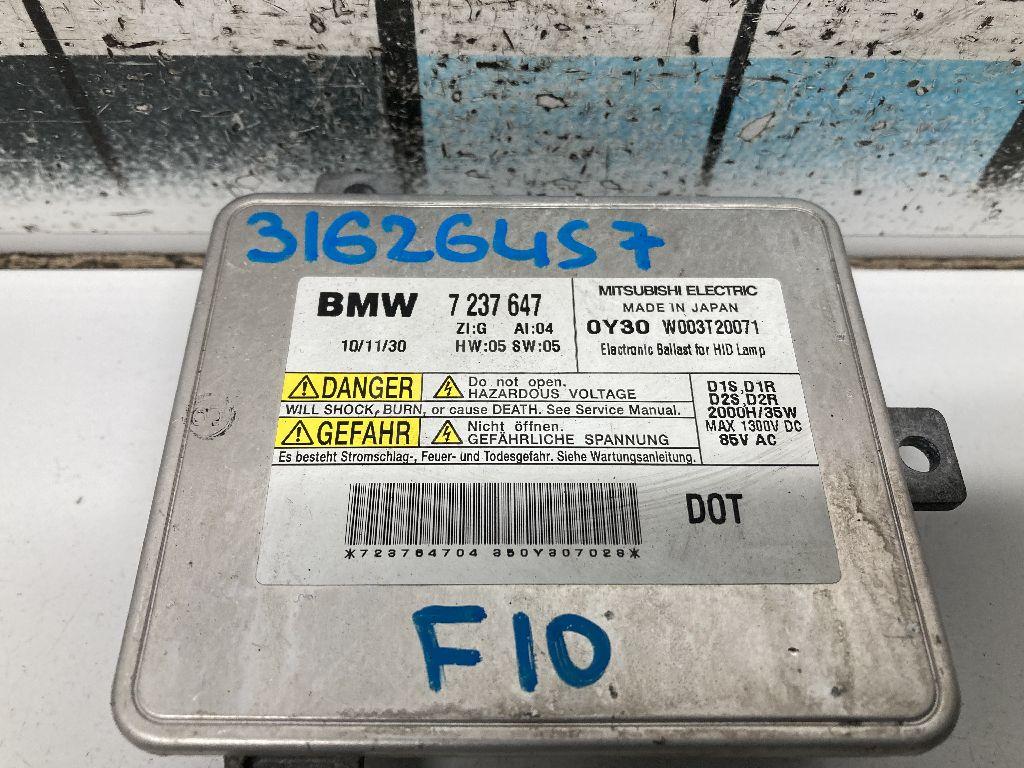 31626457
BMW 7 237 647
ZI:G AI:04
10/11/30 HW:05 SW:05
MITSUBISHI ELECTRIC
MADE IN JAPAN
0Y30 W003T20071
Electronic Ballast for HID Lamp
DANGER Do not open.
HAZARDOUS VOLTAGE
WILL SHOCK, BURN, or cause DEATH. See Service Manual.
GEFAHR Nicht öffnen.
GEFÄHRLICHE SPANNUNG
Es besteht Stromschlag-, Feuer- und Todesgefahr. Siehe Wartungsanleitung.
D1S,D1R
D2S,D2R
2000H/35W
MAX 1300V DC
85V AC
DOT
*723764704 350Y307028*
F10